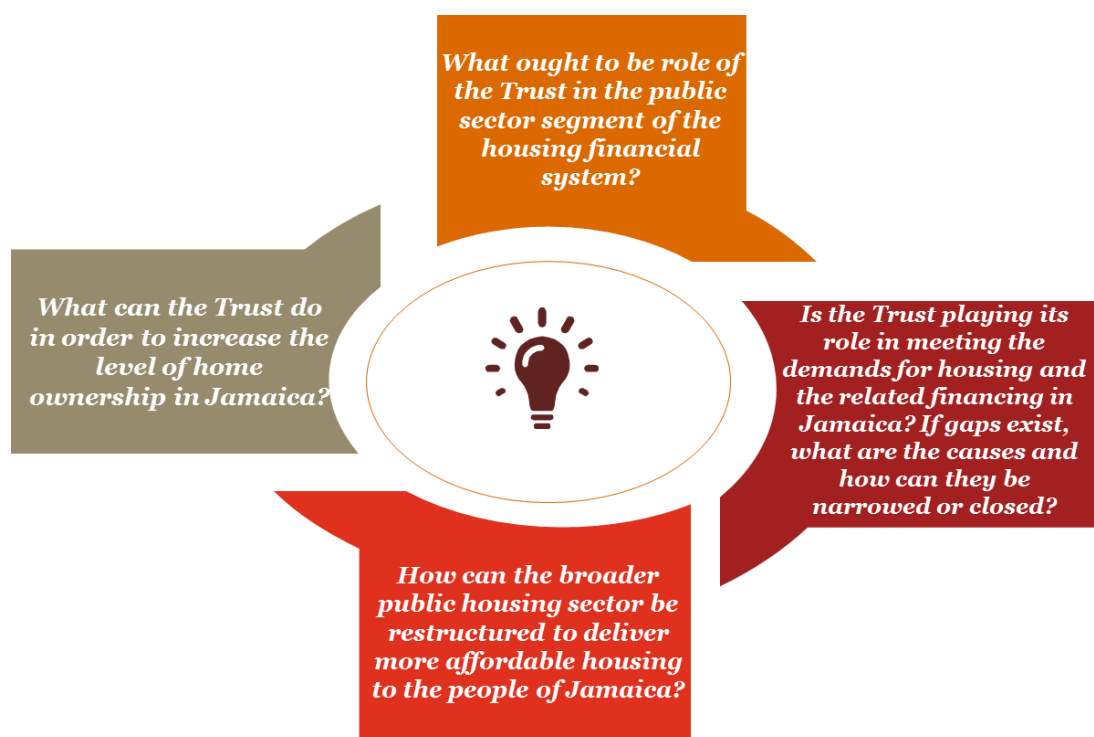 What ought to be role of
the Trust in the public
sector segment of the
housing financial
system?
Is the Trust playing its
role in meeting the
demands for housing and
the related financing in
Jamaica? If gaps exist,
what are the causes and
how can they be
narrowed or closed?
How can the broader
public housing sector be
restructured to deliver
more affordable housing
to the people of Jamaica?
What can the Trust do
in order to increase the
level of home
ownership in Jamaica?